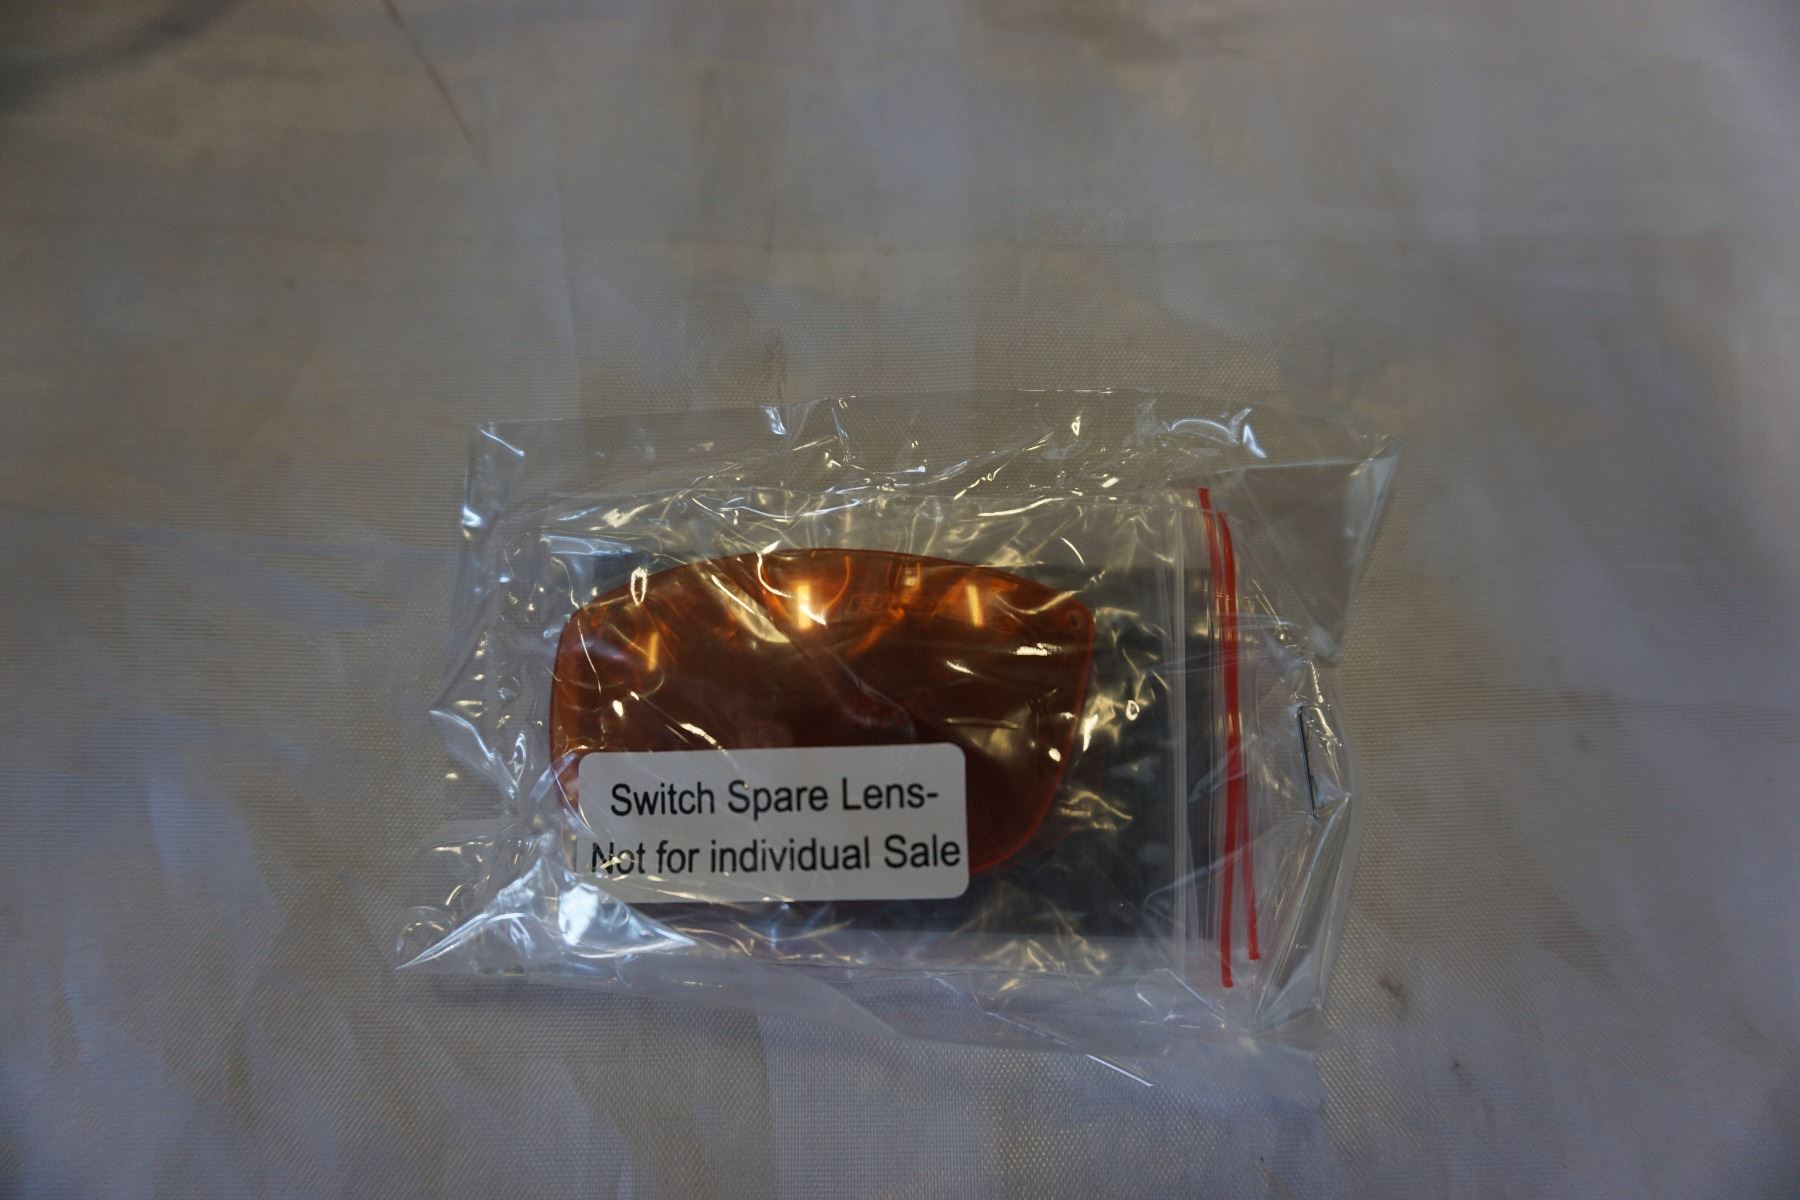 Switch Spare Lens-
Not for individual Sale